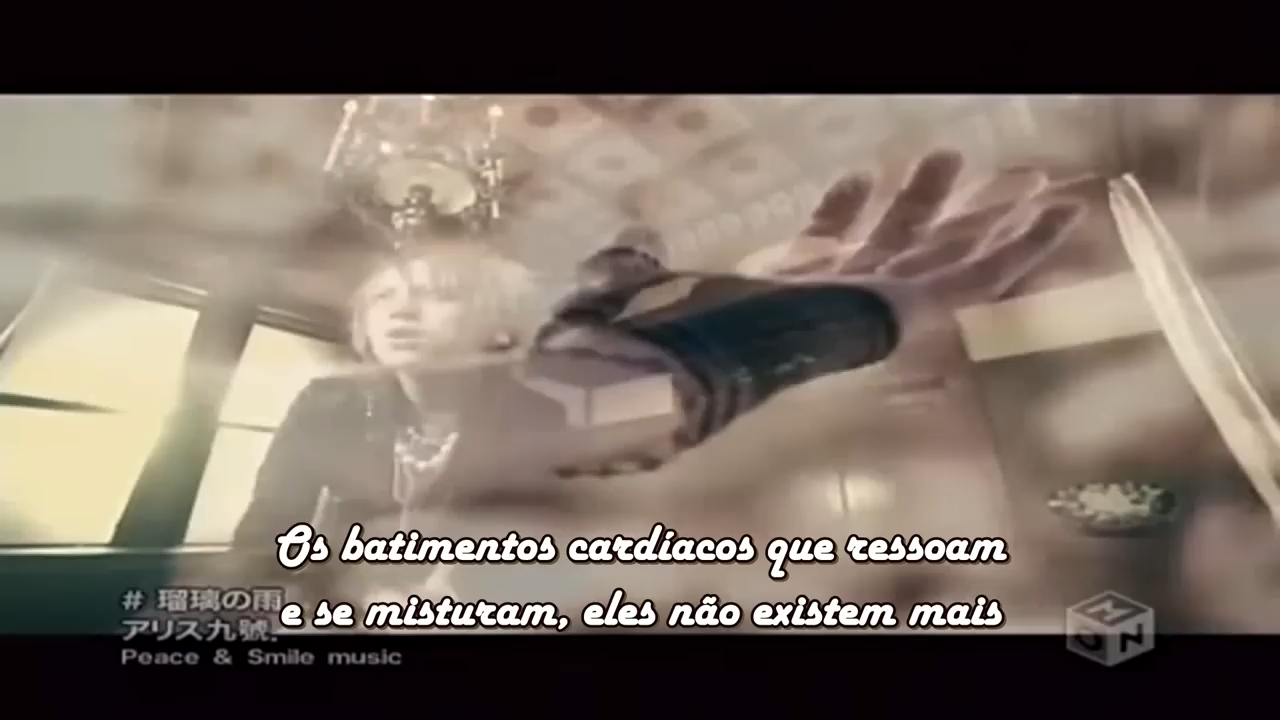 Os batimentos cardíacos que ressoam
e se misturam, eles não existem mais
# 瑠璃の雨
アリス九號.
Peace & Smile music
M
ON